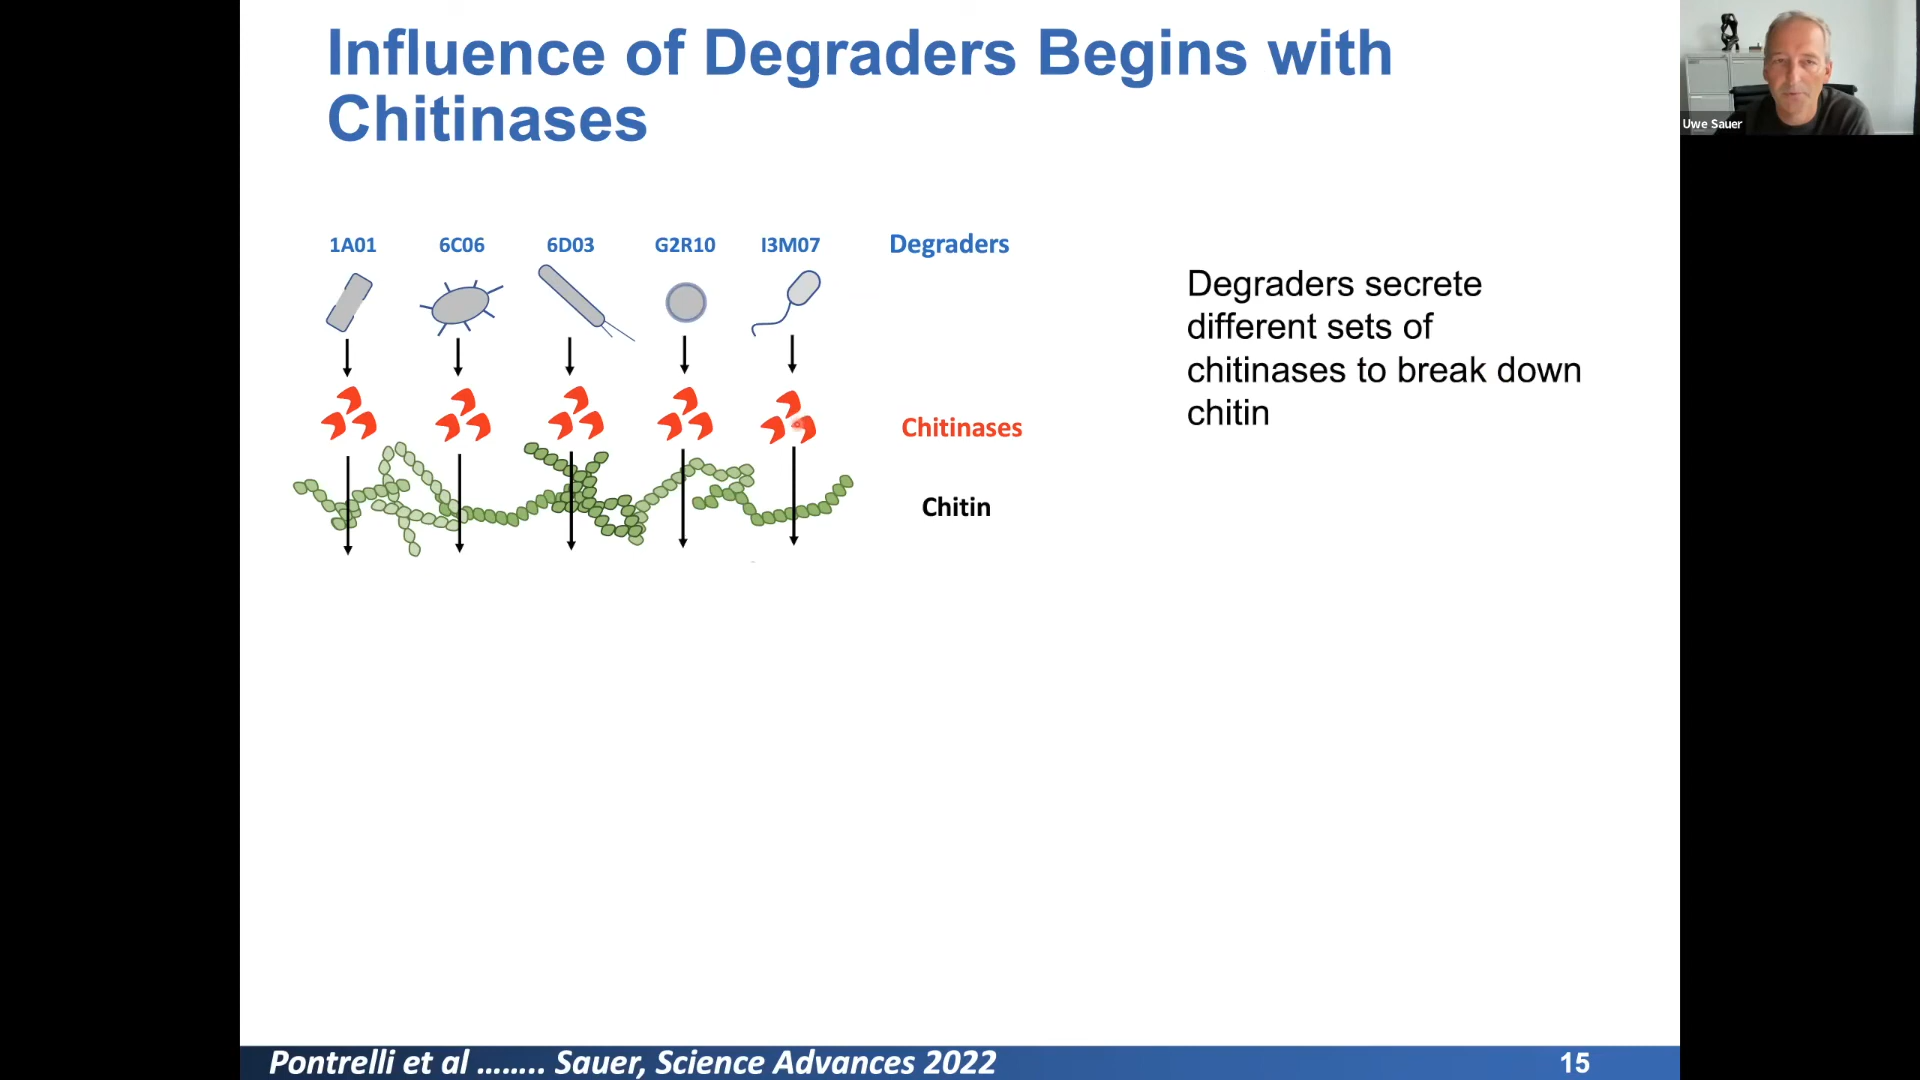 Influence of Degraders Begins with
Chitinases
Uwe Sauer
1A01 6C06 6D03 G2R10 I3M07 Degraders
Degraders secrete
different sets of
chitinases to break down
chitin
Chitinases
Chitin
Pontrelli et al ........ Sauer, Science Advances 2022
15